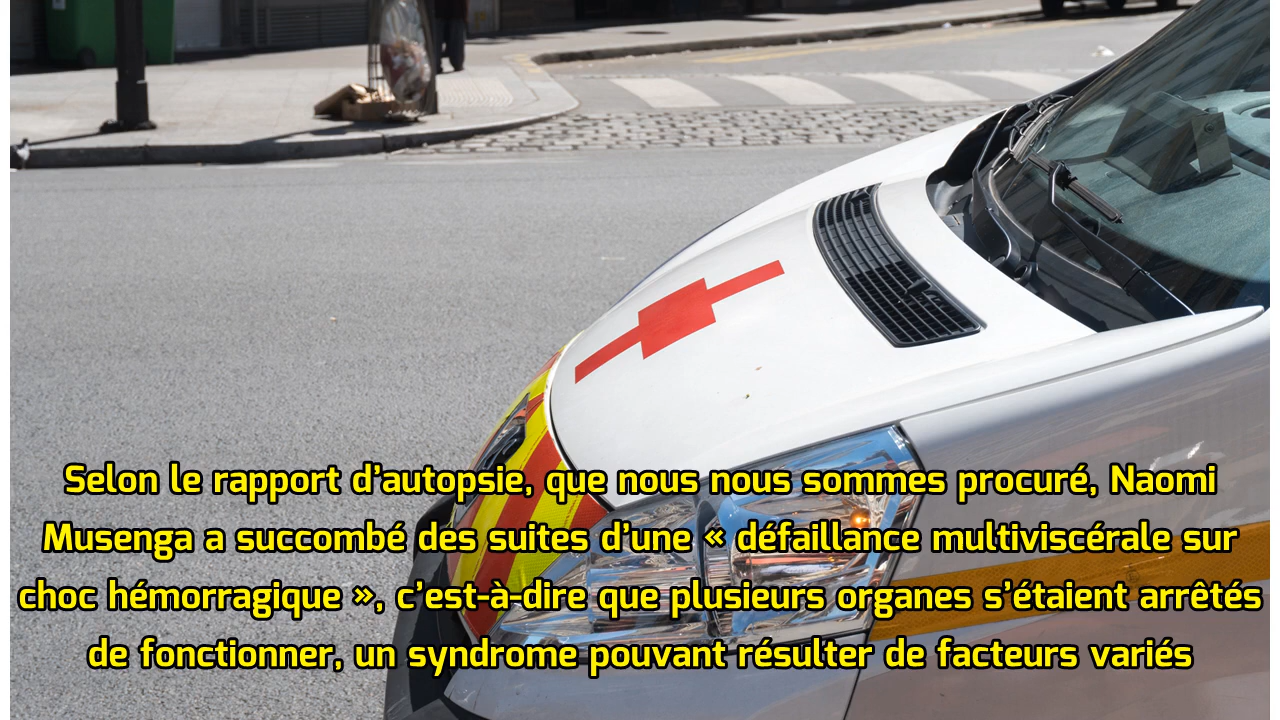 Selon le rapport d’autopsie, que nous nous sommes procuré, Naomi
Musenga a succombé des suites d’une « défaillance multiviscérale sur
choc hémorragique », c’est-à-dire que plusieurs organes s’étaient arrêtés
de fonctionner, un syndrome pouvant résulter de facteurs variés